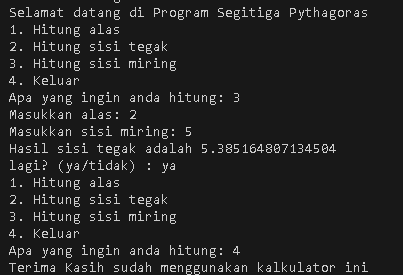 Selamat datang di Program Segitiga Pythagoras
1. Hitung alas
2. Hitung sisi tegak
3. Hitung sisi miring
4. Keluar
Apa yang ingin anda hitung: 3
Masukkan alas: 2
Masukkan sisi miring: 5
Hasil sisi tegak adalah 5.385164807134504
lagi? (ya/tidak) : ya
1. Hitung alas
2. Hitung sisi tegak
3. Hitung sisi miring
4. Keluar
Apa yang ingin anda hitung: 4
Terima Kasih sudah menggunakan kalkulator ini